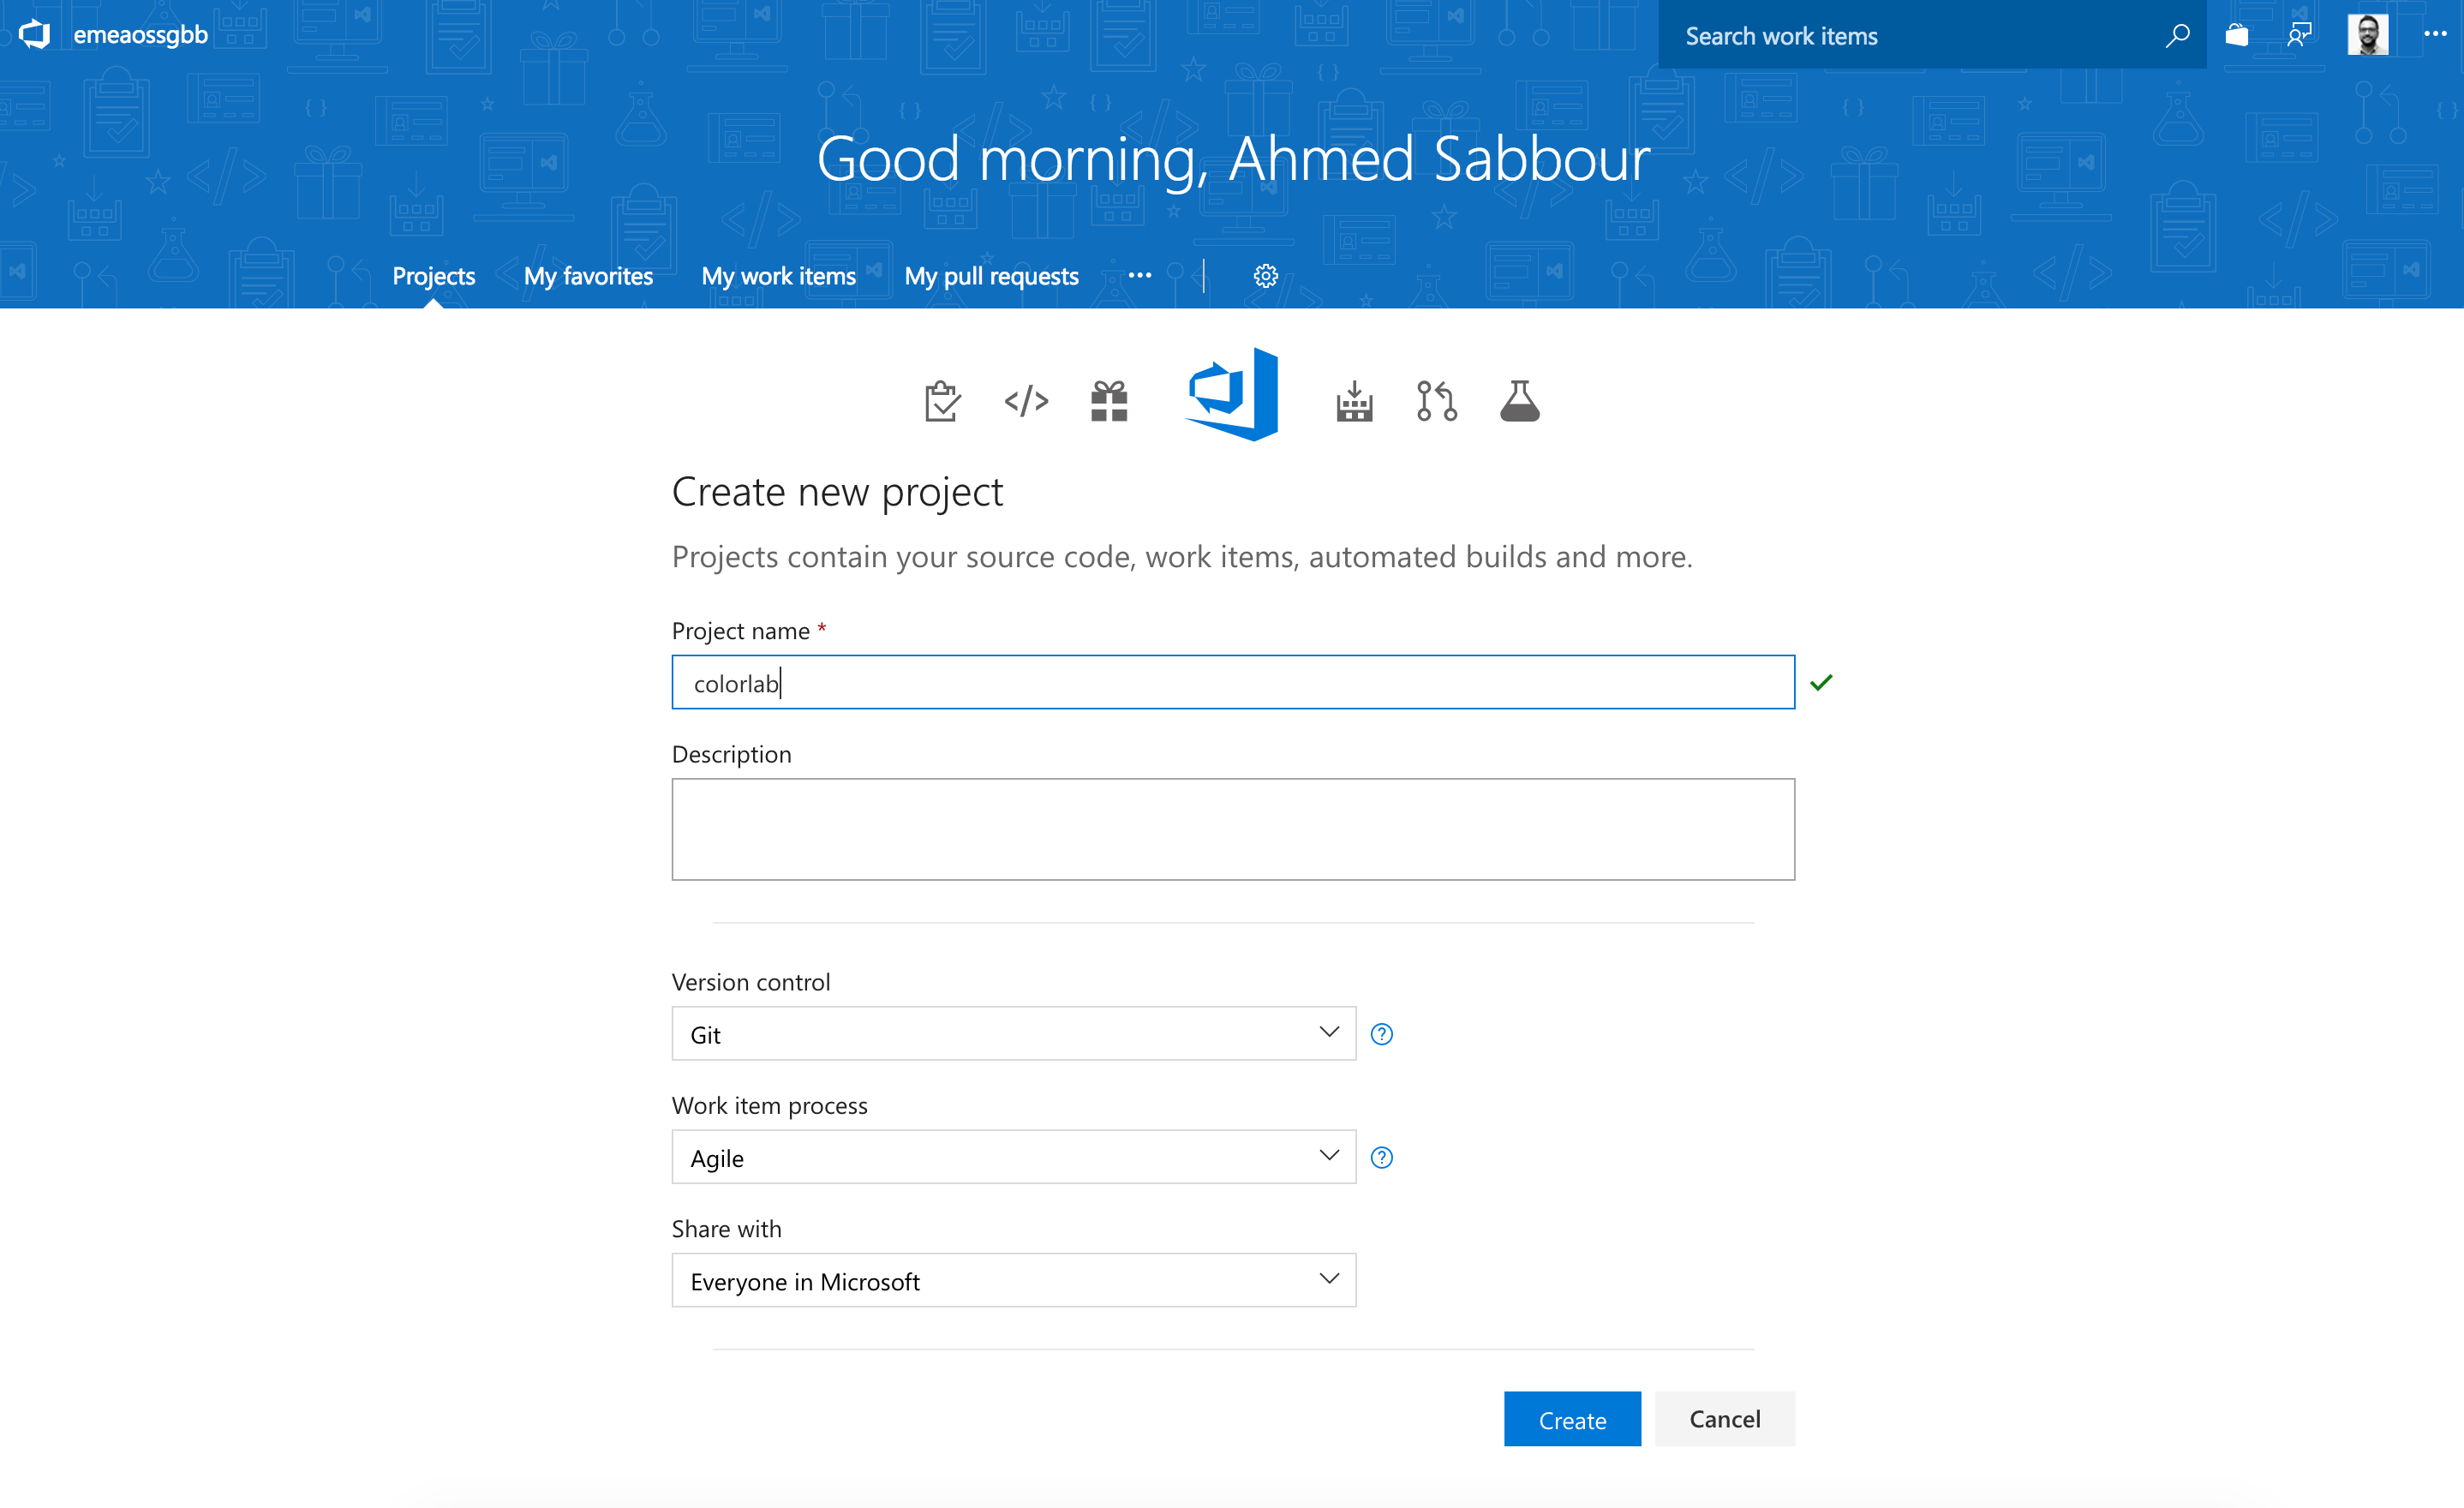 emeaossgbb
Search work items
Good morning, Ahmed Sabbour
Projects My favorites My work items My pull requests
Create new project
Projects contain your source code, work items, automated builds and more.
Project name *
colorlab
Description
Version control
Git
Work item process
Agile
Share with
Everyone in Microsoft
Create Cancel